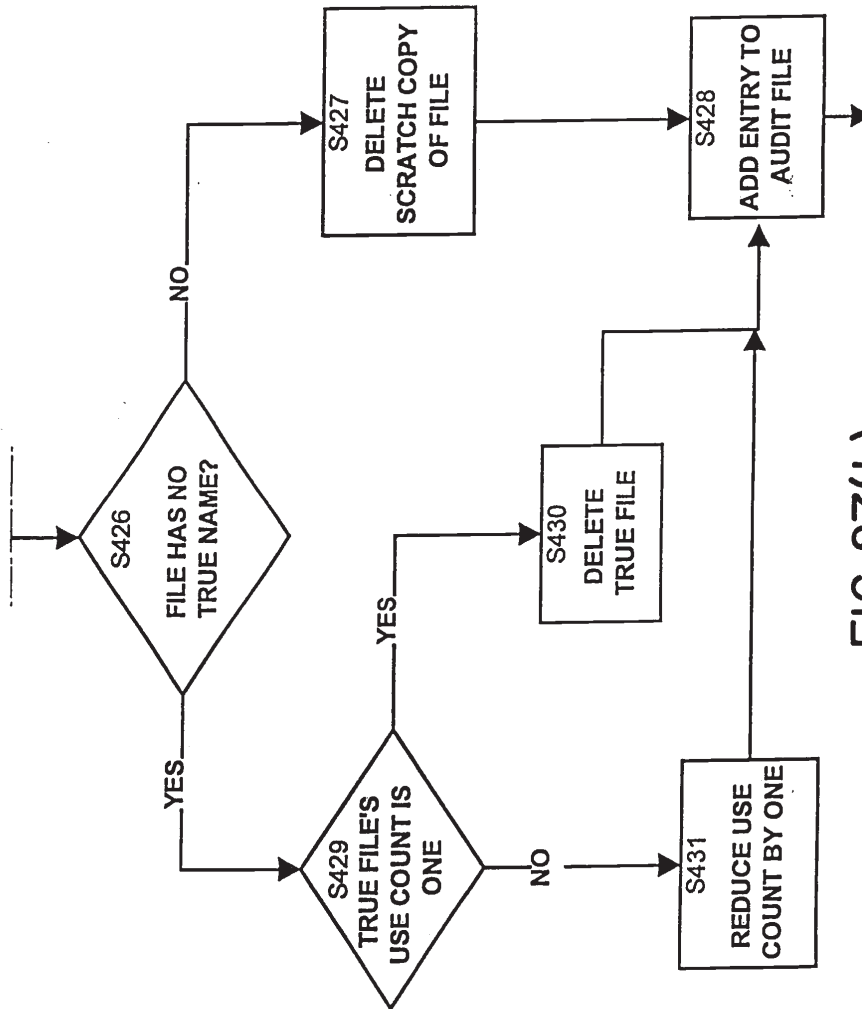 S426
FILE HAS NO
TRUE NAME?
YES
NO
S429
TRUE FILE'S
USE COUNT IS
ONE
YES
NO
S427
DELETE
SCRATCH COPY
OF FILE
S430
DELETE
TRUE FILE
S431
REDUCE USE
COUNT BY ONE
S428
ADD ENTRY TO
AUDIT FILE